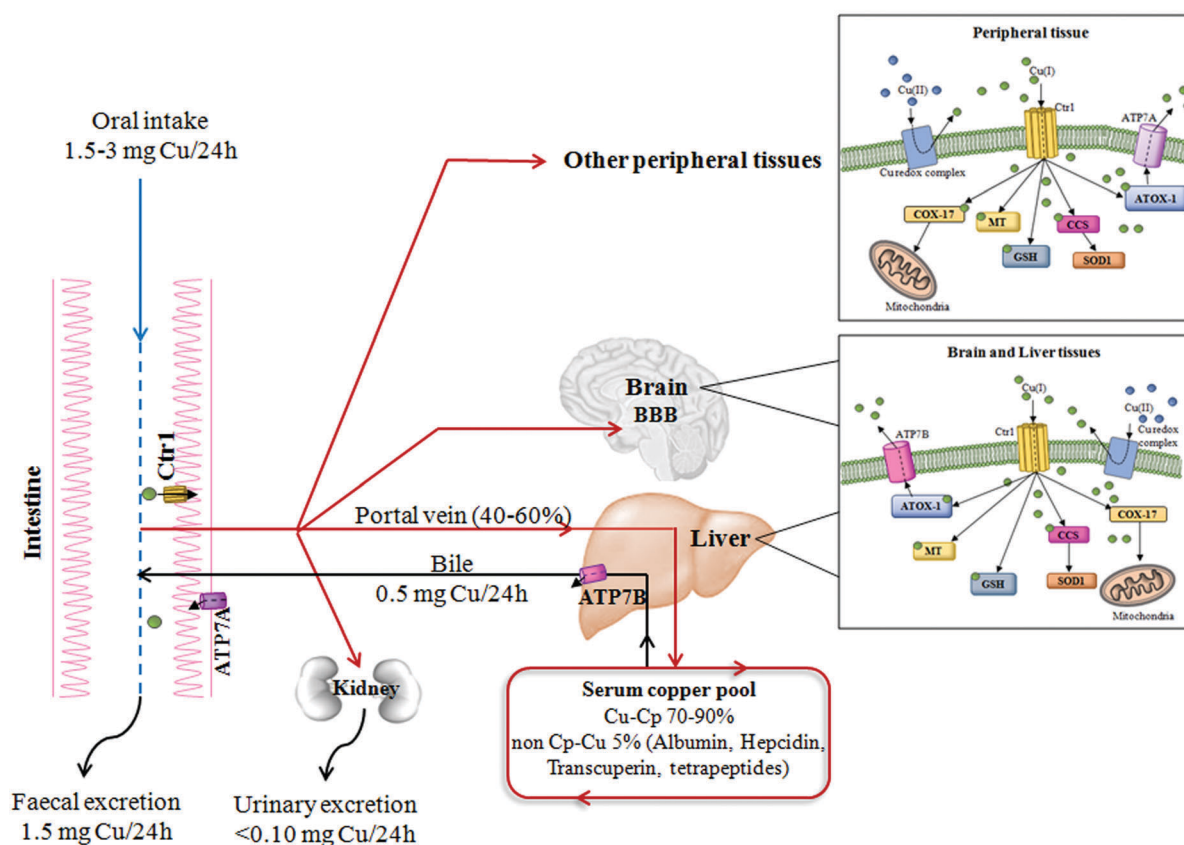 Oral intake
1.5-3 mg Cu/24h
Intestine
Ctr1
ATP7A
Faecal excretion
1.5 mg Cu/24h
Other peripheral tissues
Brain
BBB
Portal vein (40-60%)
Liver
Bile
0.5 mg Cu/24h
ATP7B
Kidney
Urinary excretion
<0.10 mg Cu/24h
Serum copper pool
Cu-Cp 70-90%
non Cp-Cu 5% (Albumin, Hepcidin,
Transcuperin, tetrapeptides)
Peripheral tissue
Cu(I)
Cu(II)
Ctr1
ATP7A
Cu redox complex
COX-17
MT
CCS
ATOX-1
GSH
SOD1
Mitochondria
Brain and Liver tissues
Cu(I)
Cu(II)
Ctr1
Cu redox
complex
ATP7B
ATOX-1
COX-17
MT
CCS
GSH
SOD1
Mitochondria